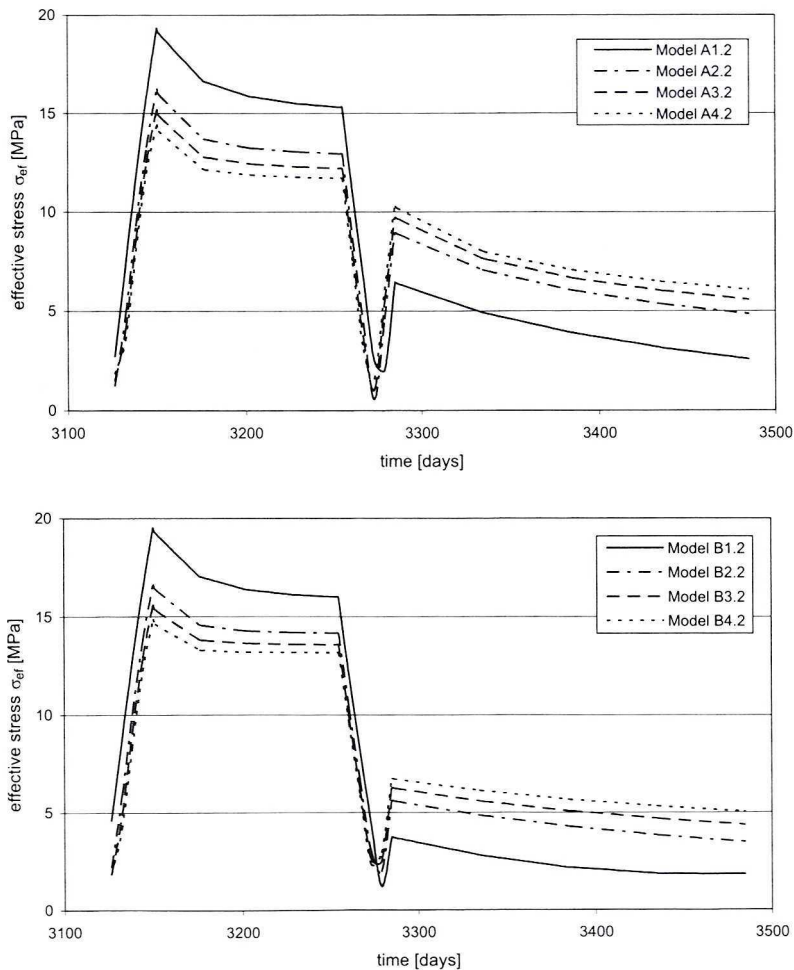 20
15
10
5
0
effective stress σef [MPa]
Model A1.2
Model A2.2
Model A3.2
Model A4.2
3100 3200 3300 3400 3500
time [days]
20
15
10
5
0
effective stress σef [MPa]
Model B1.2
Model B2.2
Model B3.2
Model B4.2
3100 3200 3300 3400 3500
time [days]